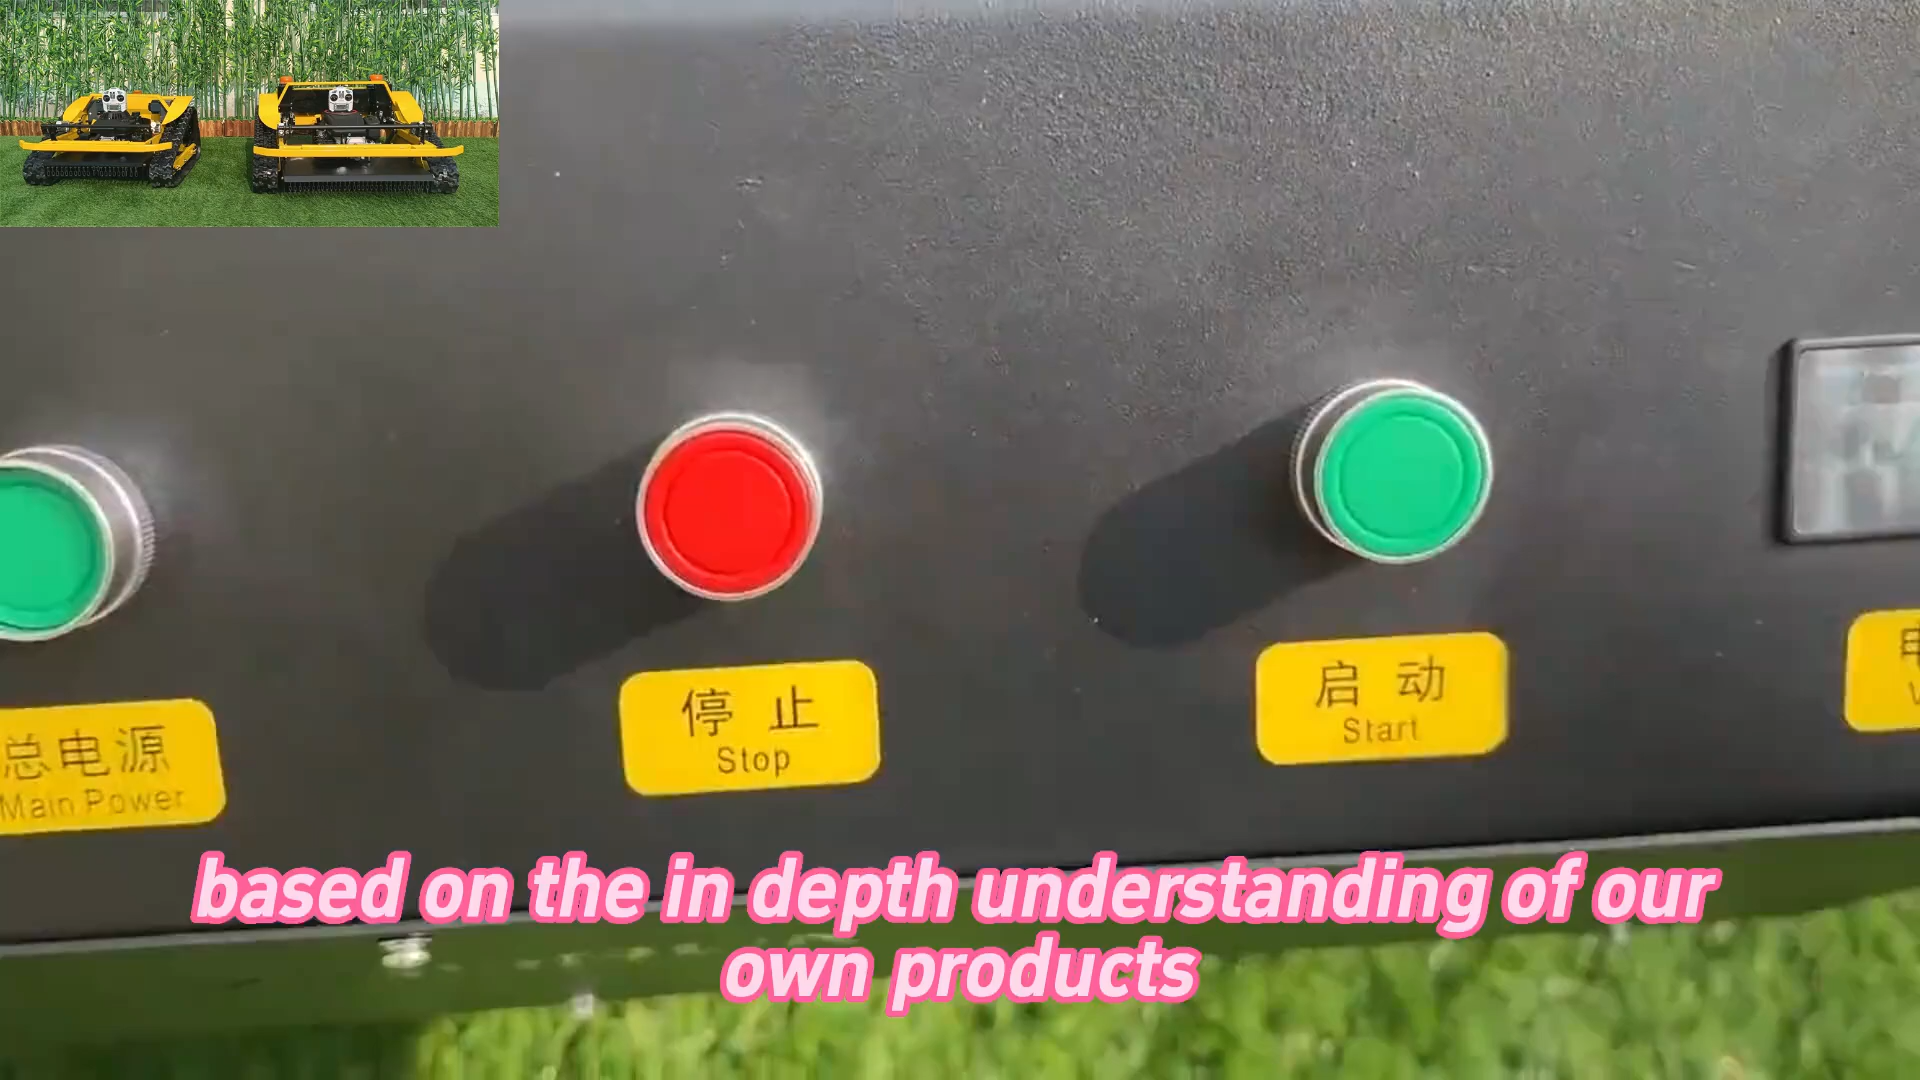 总电源
Main Power
停止
Stop
启动
Start
based on the in depth understanding of our
own products